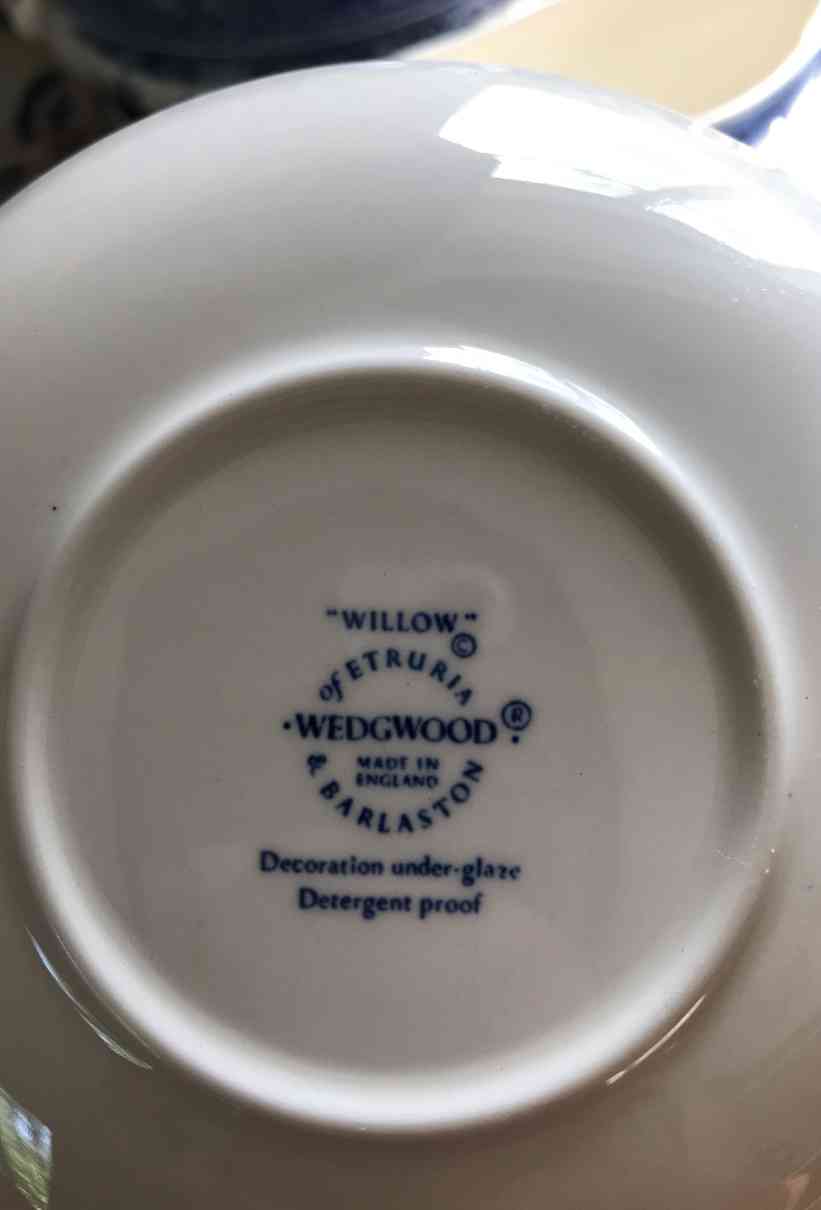 "WILLOW"
©
of ETRURIA
·WEDGWOOD·®
MADE IN
ENGLAND
& BARLASTON
Decoration under-glaze
Detergent proof